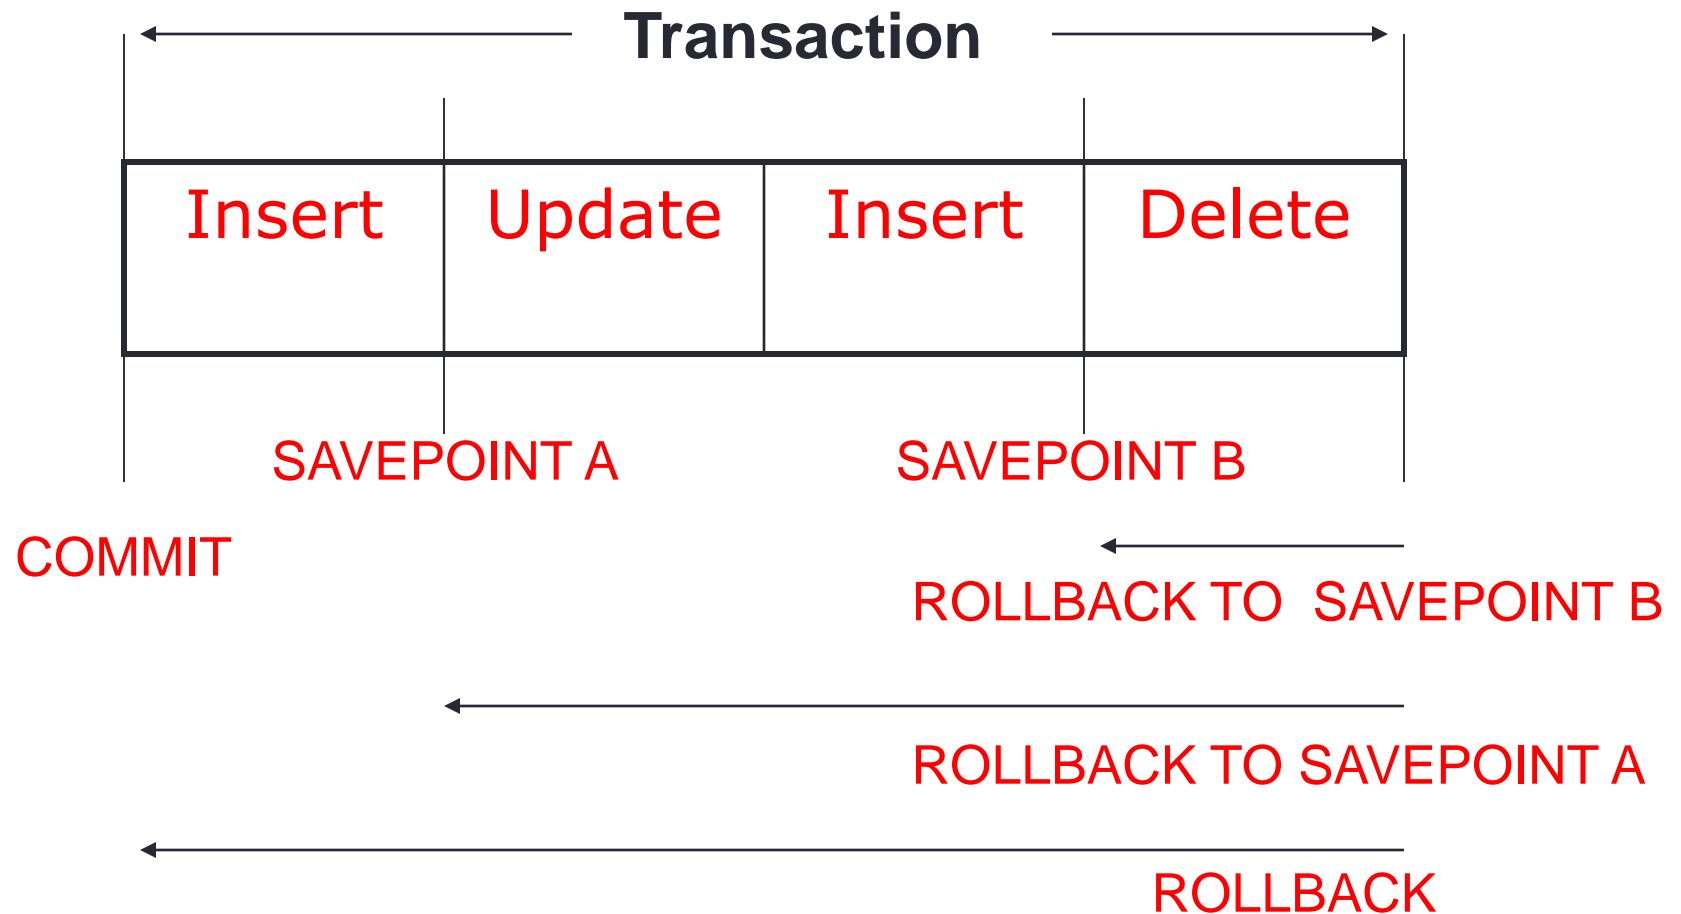 Transaction
Insert Update Insert Delete
SAVEPOINT A SAVEPOINT B
COMMIT
ROLLBACK TO SAVEPOINT B
ROLLBACK TO SAVEPOINT A
ROLLBACK